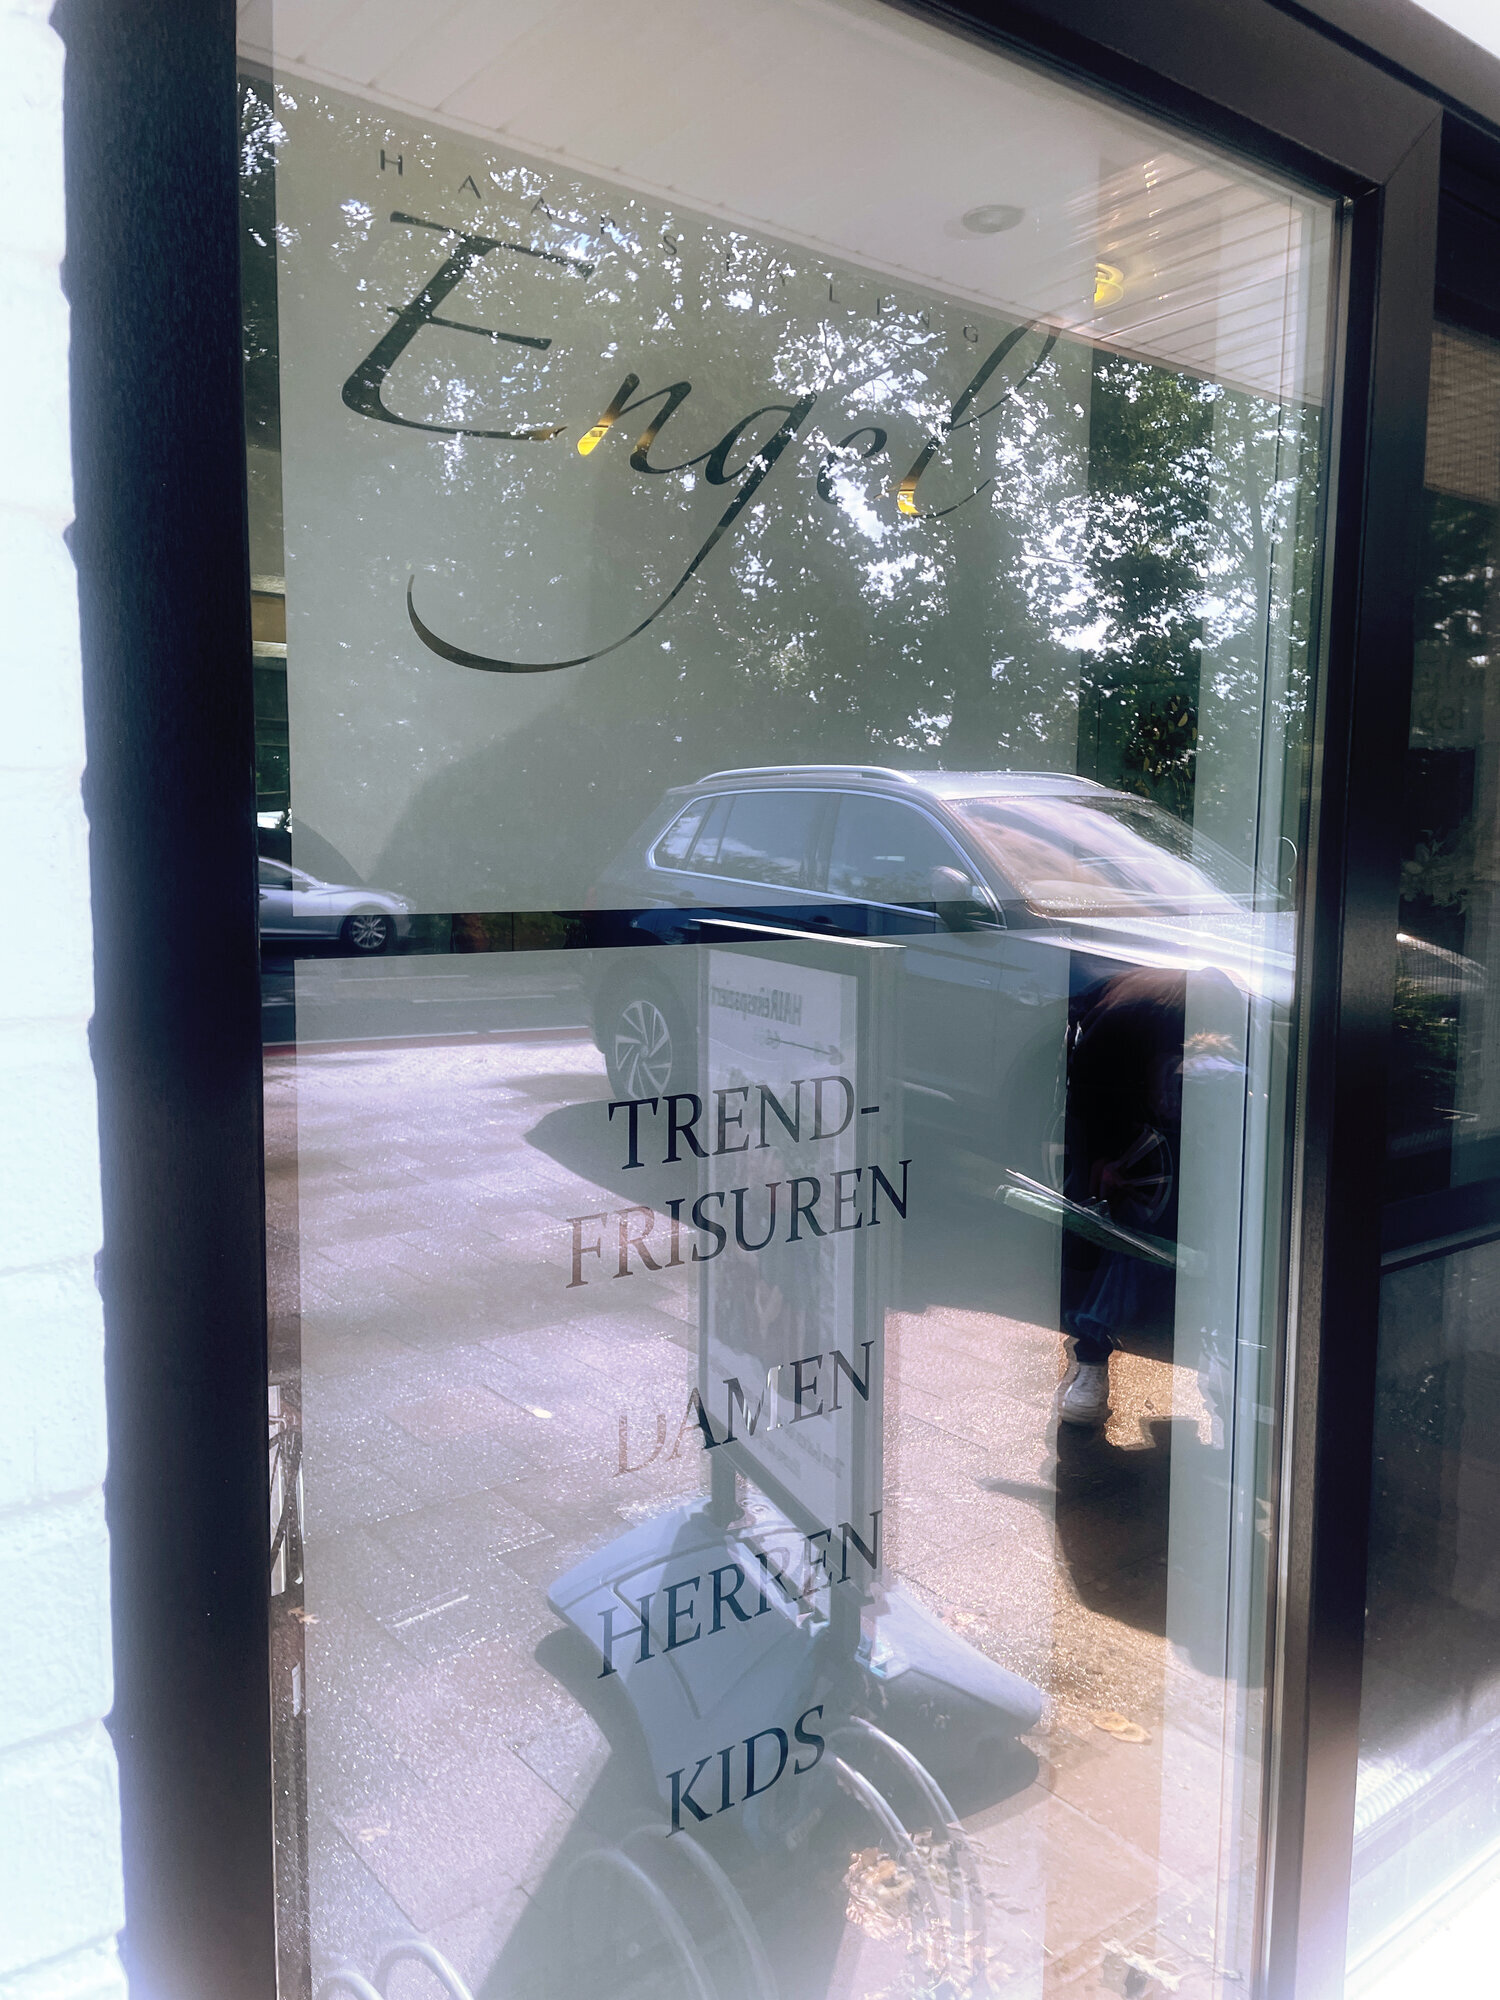 HAARSTYLING
Engel
TREND-
FRISUREN
DAMEN
HERREN
KIDS